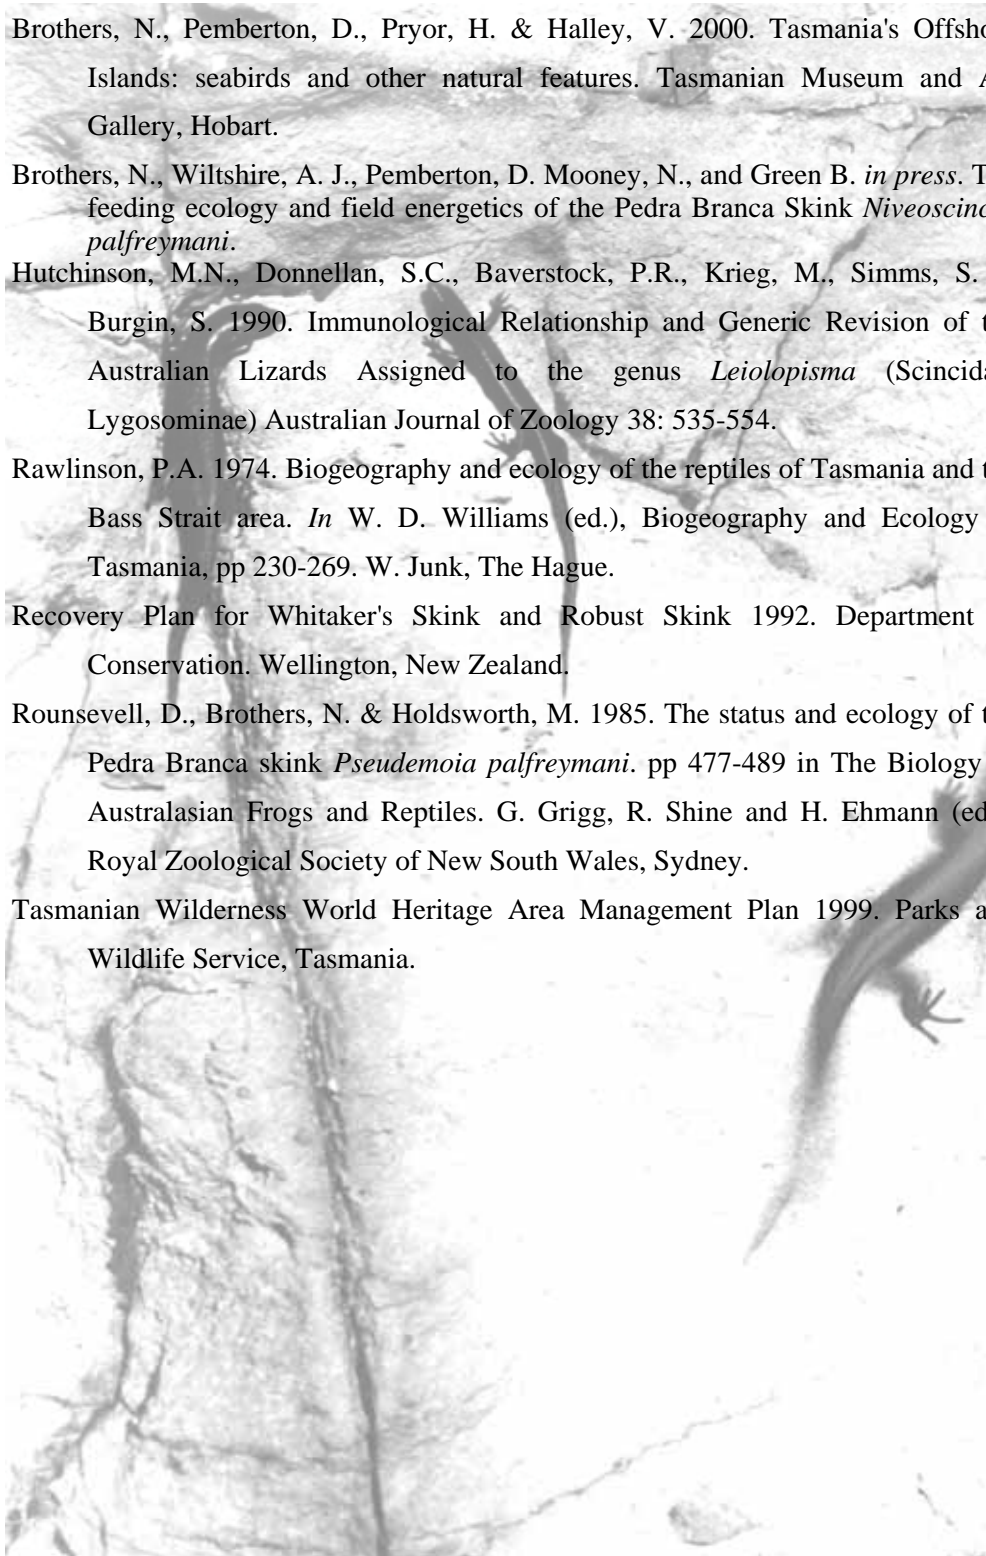 Brothers, N., Pemberton, D., Pryor, H. & Halley, V. 2000. Tasmania's Offsho
Islands: seabirds and other natural features. Tasmanian Museum and A
Gallery, Hobart.
Brothers, N., Wiltshire, A. J., Pemberton, D. Mooney, N., and Green B. in press. T
feeding ecology and field energetics of the Pedra Branca Skink Niveoscinc
palfreymani.
Hutchinson, M.N., Donnellan, S.C., Baverstock, P.R., Krieg, M., Simms, S.
Burgin, S. 1990. Immunological Relationship and Generic Revision of t
Australian Lizards Assigned to the genus Leiolopisma (Scincida
Lygosominae) Australian Journal of Zoology 38: 535-554.
Rawlinson, P.A. 1974. Biogeography and ecology of the reptiles of Tasmania and t
Bass Strait area. In W. D. Williams (ed.), Biogeography and Ecology
Tasmania, pp 230-269. W. Junk, The Hague.
Recovery Plan for Whitaker's Skink and Robust Skink 1992. Department
Conservation. Wellington, New Zealand.
Rounsevell, D., Brothers, N. & Holdsworth, M. 1985. The status and ecology of t
Pedra Branca skink Pseudemoia palfreymani. pp 477-489 in The Biology
Australasian Frogs and Reptiles. G. Grigg, R. Shine and H. Ehmann (ed
Royal Zoological Society of New South Wales, Sydney.
Tasmanian Wilderness World Heritage Area Management Plan 1999. Parks a
Wildlife Service, Tasmania.